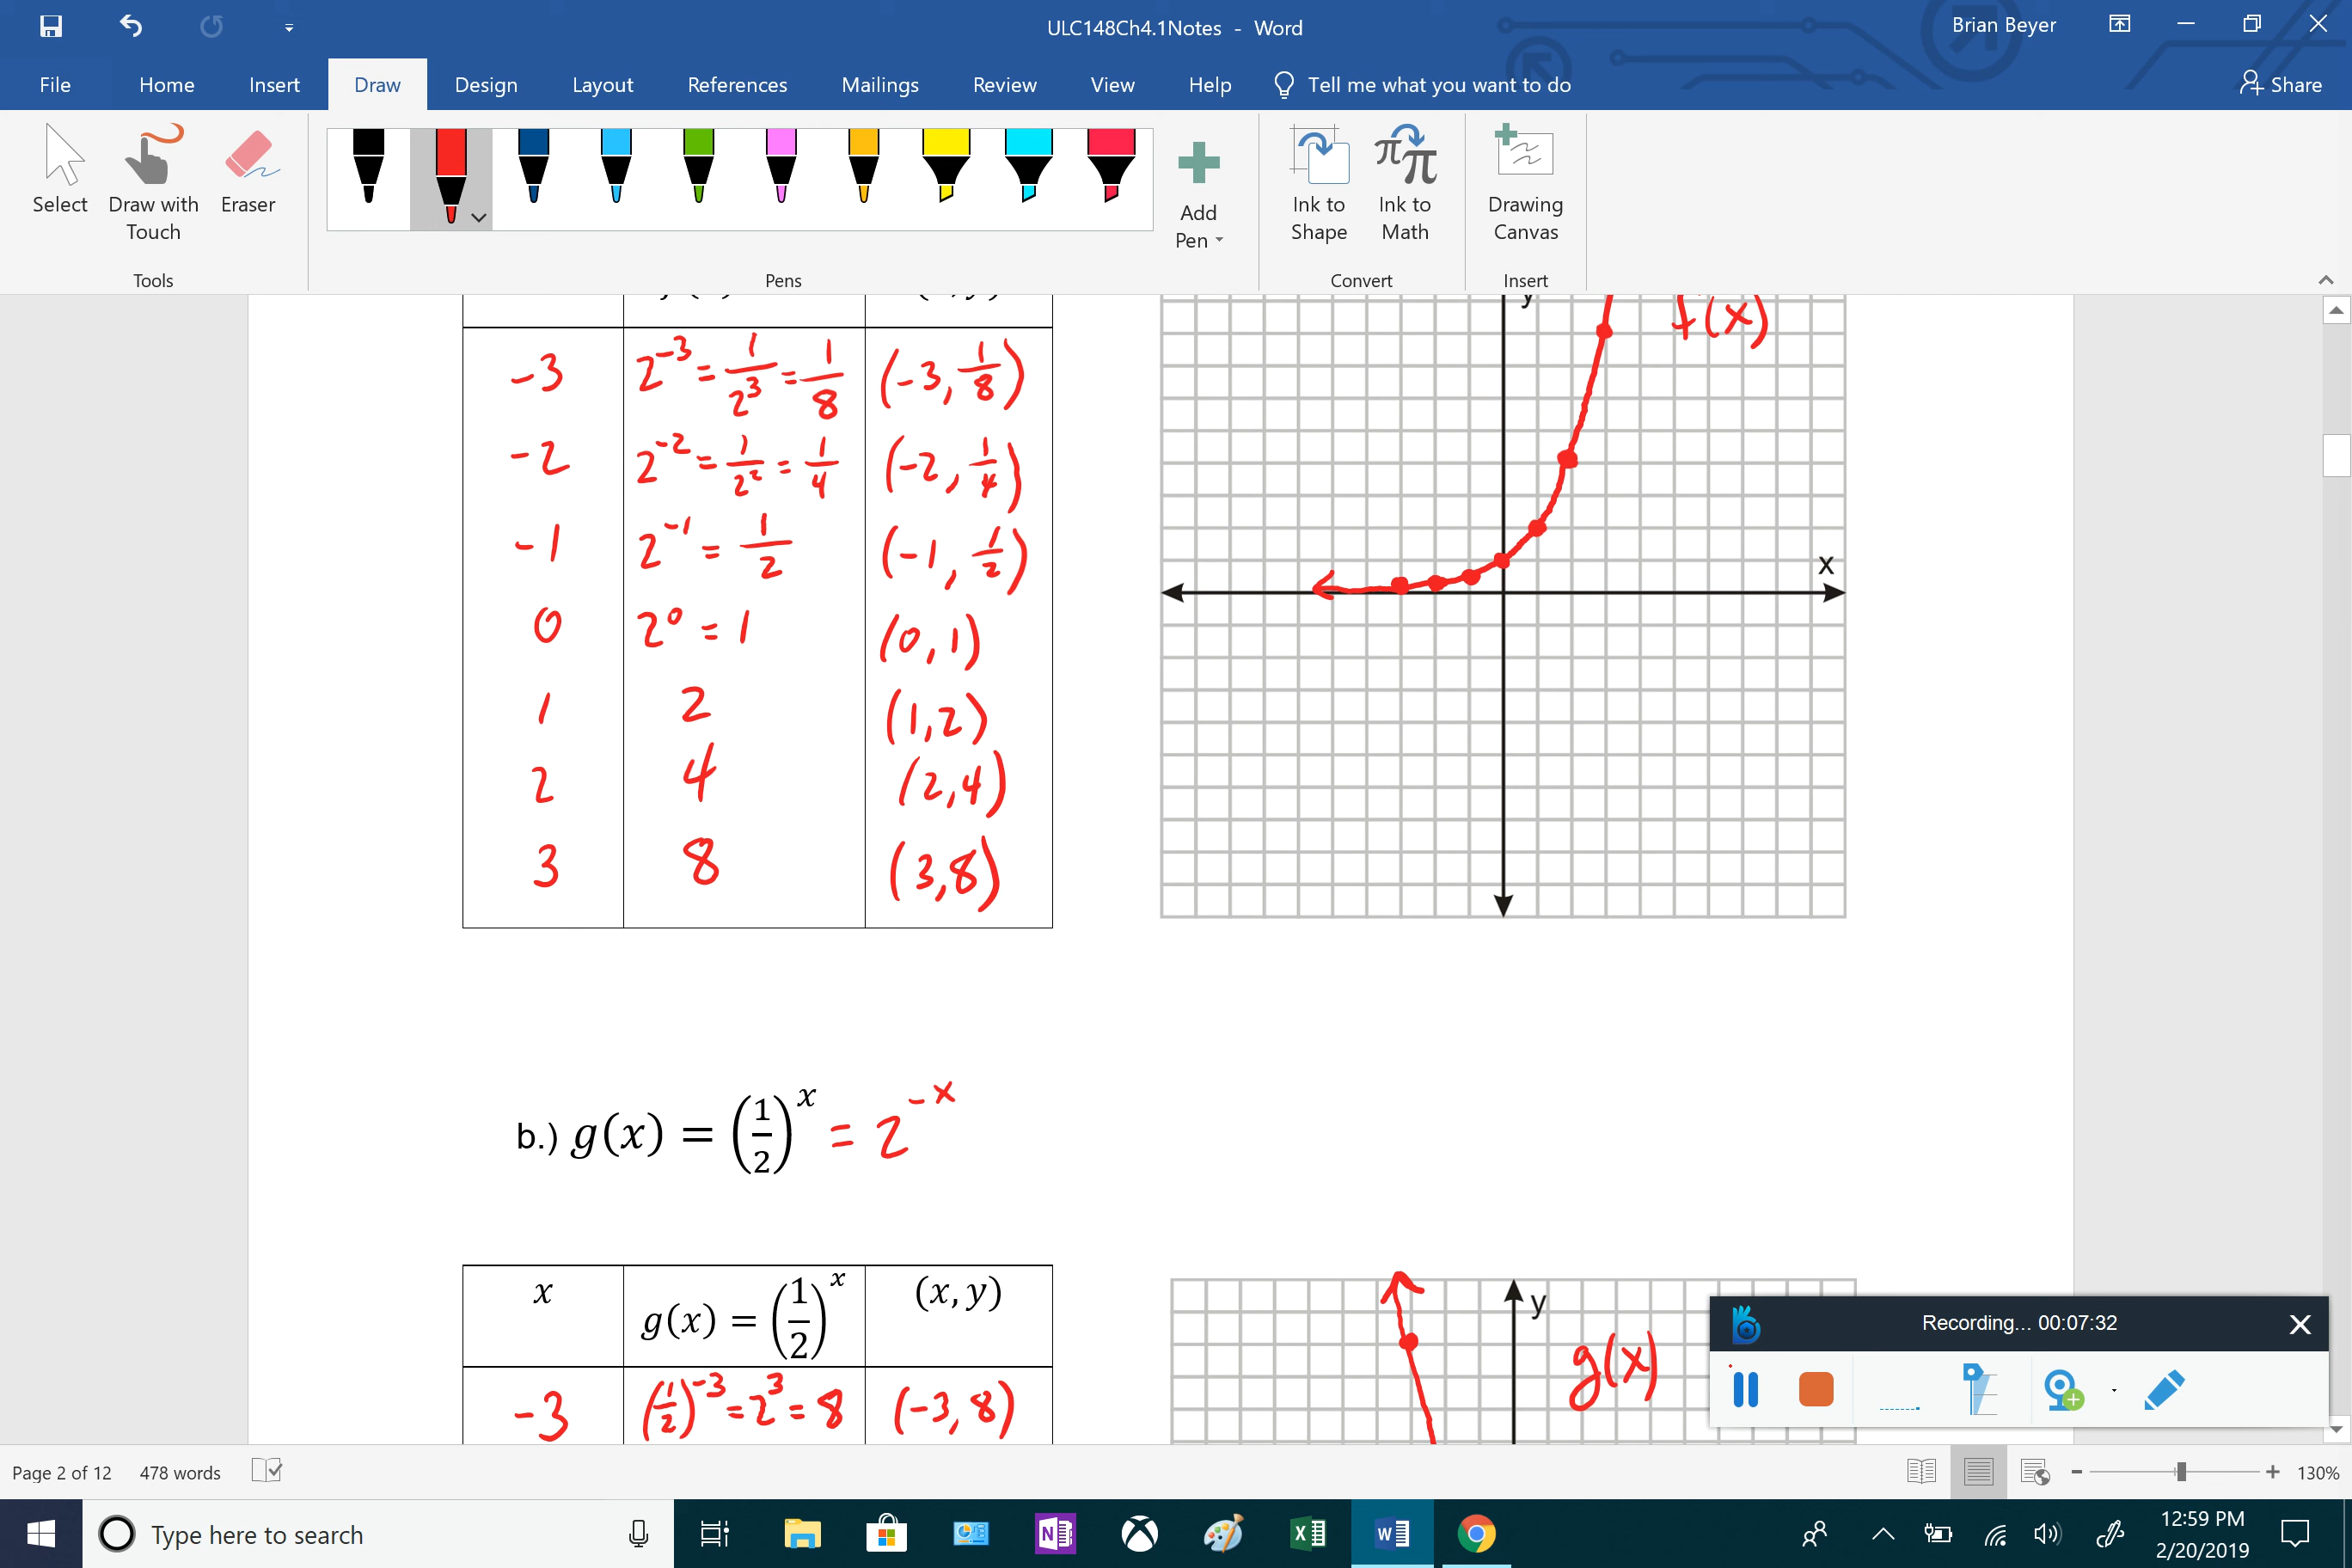 ULC148Ch4.1Notes - Word
Brian Beyer
File Home Insert Draw Design Layout References Mailings Review View Help Tell me what you want to do Share
Select Draw with Touch Eraser Add Pen Ink to Shape Ink to Math Drawing Canvas
Tools Pens Convert Insert
y f(x)
-3 2^-3 = 1/2^3 = 1/8 (-3, 1/8)
-2 2^-2 = 1/2^2 = 1/4 (-2, 1/4)
-1 2^-1 = 1/2 (-1, 1/2)
x
0 2^0 = 1 (0, 1)
1 2 (1,2)
2 4 (2,4)
3 8 (3,8)
b.) g(x) = (1/2)^x = 2^-x
x g(x) = (1/2)^x (x, y)
y
g(x)
-3 (1/2)^-3 = 2^3 = 8 (-3, 8)
Recording... 00:07:32
Page 2 of 12 478 words 130%
Type here to search
12:59 PM
2/20/2019